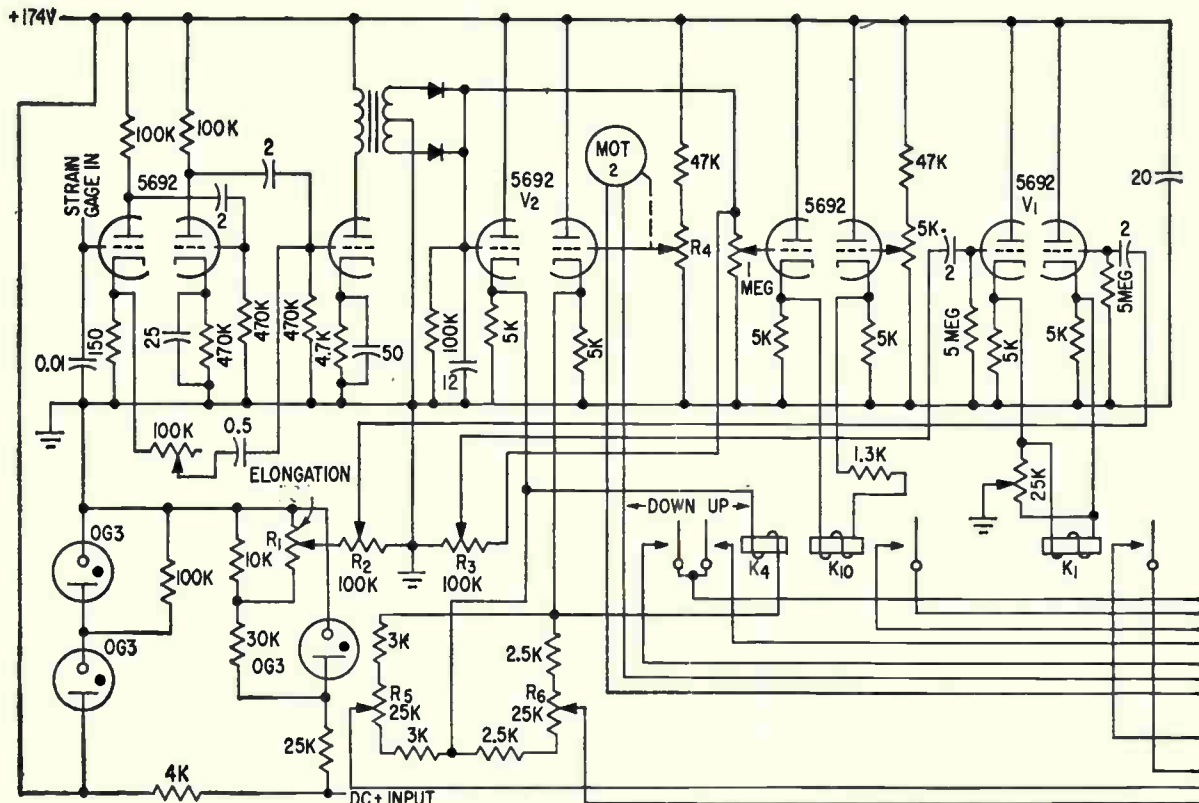 +174V
100K
100K
2
STRAIN
GAGE IN
5692
2
0.01
150
25
470K
470K
470K
4.7K
50
100K
12
5692
V2
5K
5K
MOT
2
47K
R4
1
MEG
5692
5K
5K
47K
5K
2
5 MEG
5692
V1
5K
5K
2
5MEG
20
100K
0.5
ELONGATION
OG3
100K
10K
R1
R2
100K
R3
100K
DOWN UP
K4
1.3K
K10
25K
K1
OG3
30K
OG3
3K
R5
25K
3K
2.5K
R6
25K
2.5K
25K
4K
DC + INPUT